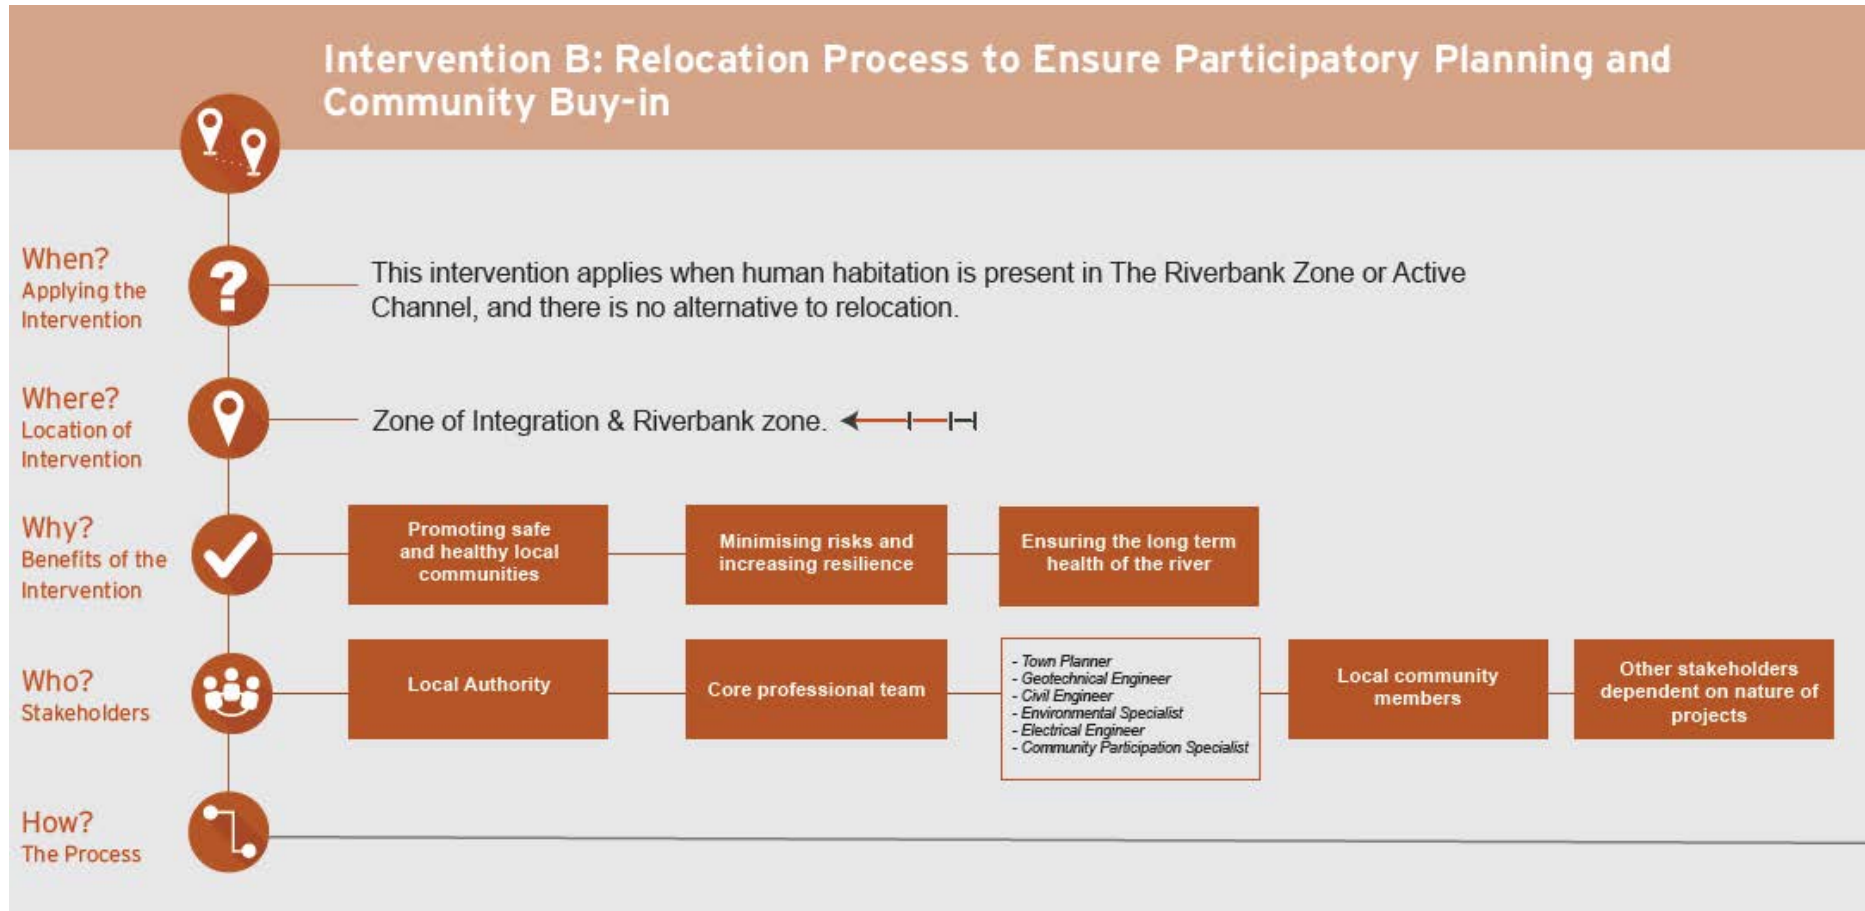 Intervention B: Relocation Process to Ensure Participatory Planning and
Community Buy-in
When?
Applying the
Intervention
?
This intervention applies when human habitation is present in The Riverbank Zone or Active
Channel, and there is no alternative to relocation.
Where?
Location of
Intervention
Zone of Integration & Riverbank zone.
Why?
Benefits of the
Intervention
Promoting safe
and healthy local
communities
Minimising risks and
increasing resilience
Ensuring the long term
health of the river
Who?
Stakeholders
Local Authority
Core professional team
- Town Planner
- Geotechnical Engineer
- Civil Engineer
- Environmental Specialist
- Electrical Engineer
- Community Participation Specialist
Local community
members
Other stakeholders
dependent on nature of
projects
How?
The Process